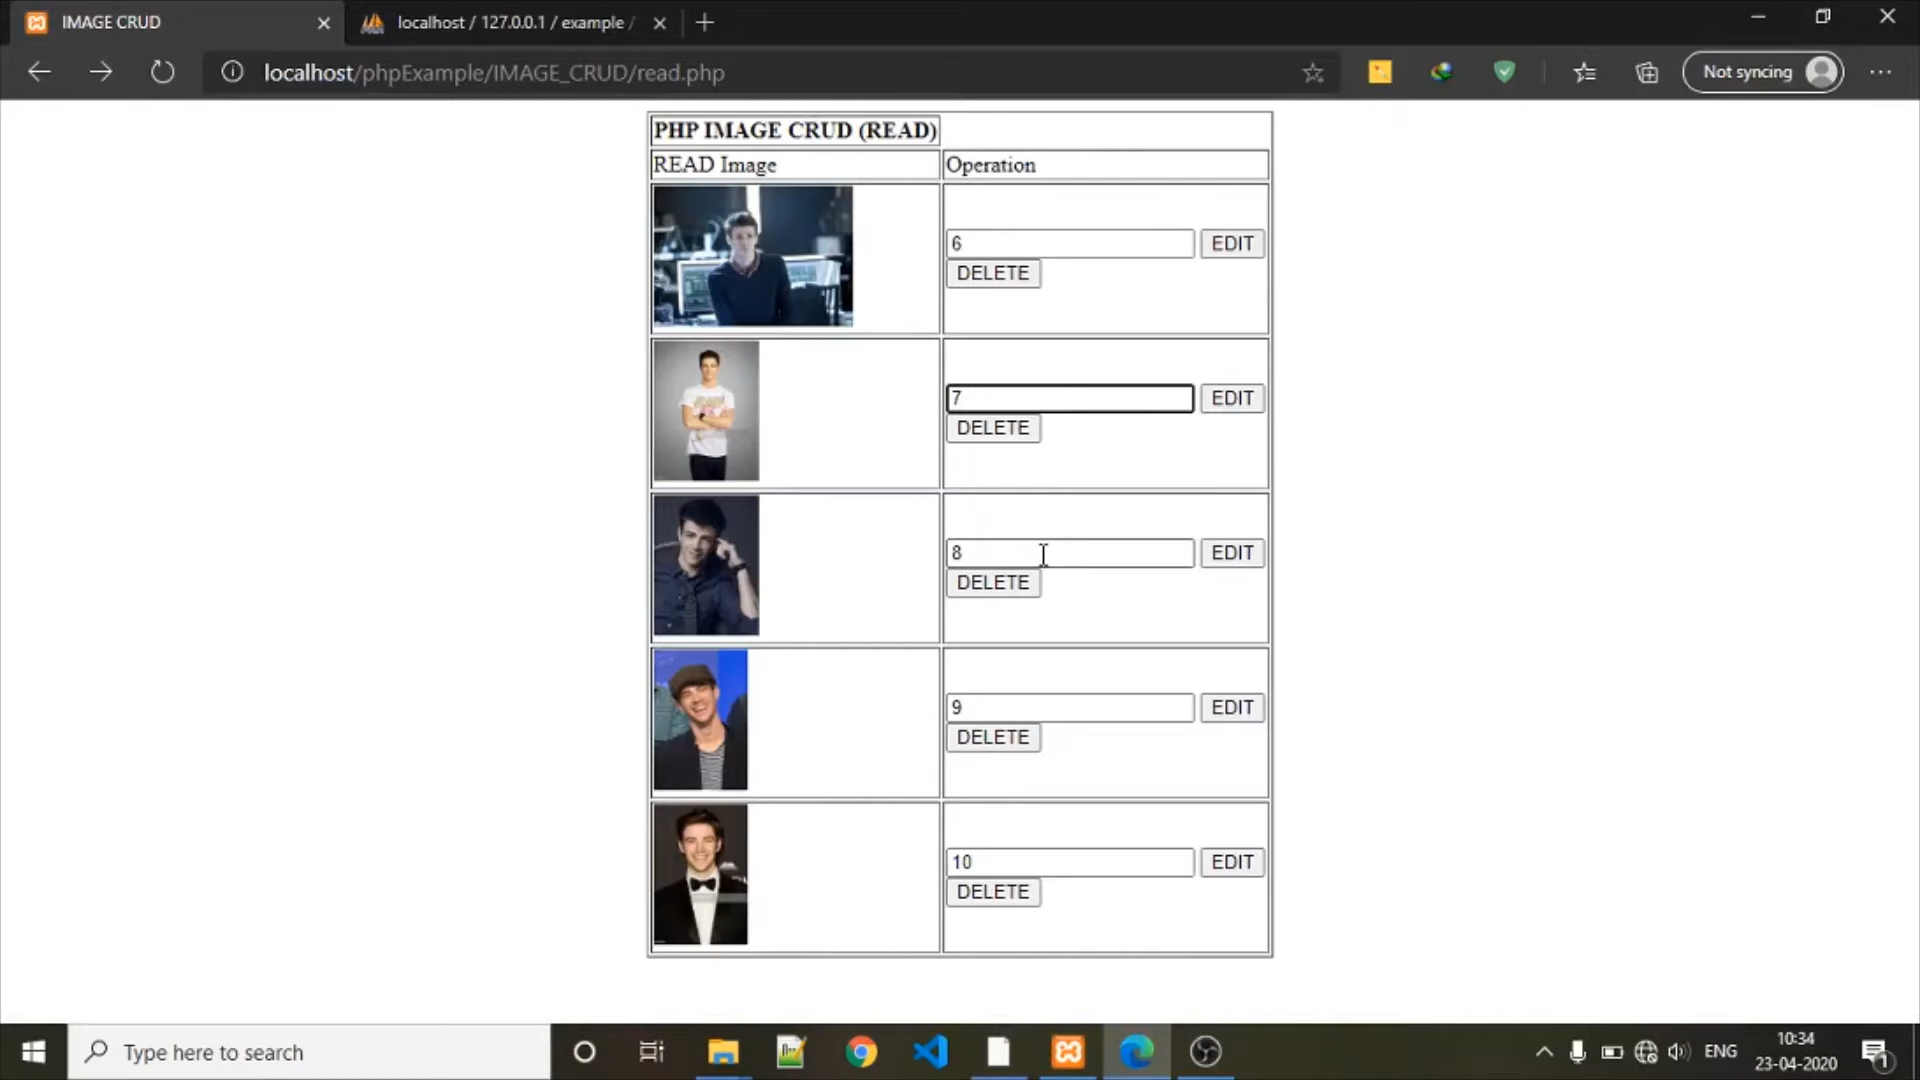 IMAGE CRUD
localhost / 127.0.0.1 / example /
localhost/phpExample/IMAGE_CRUD/read.php
Not syncing
PHP IMAGE CRUD (READ)
READ Image Operation
6 EDIT
DELETE
7 EDIT
DELETE
8 EDIT
DELETE
9 EDIT
DELETE
10 EDIT
DELETE
Type here to search
ENG
10:34
23-04-2020
1